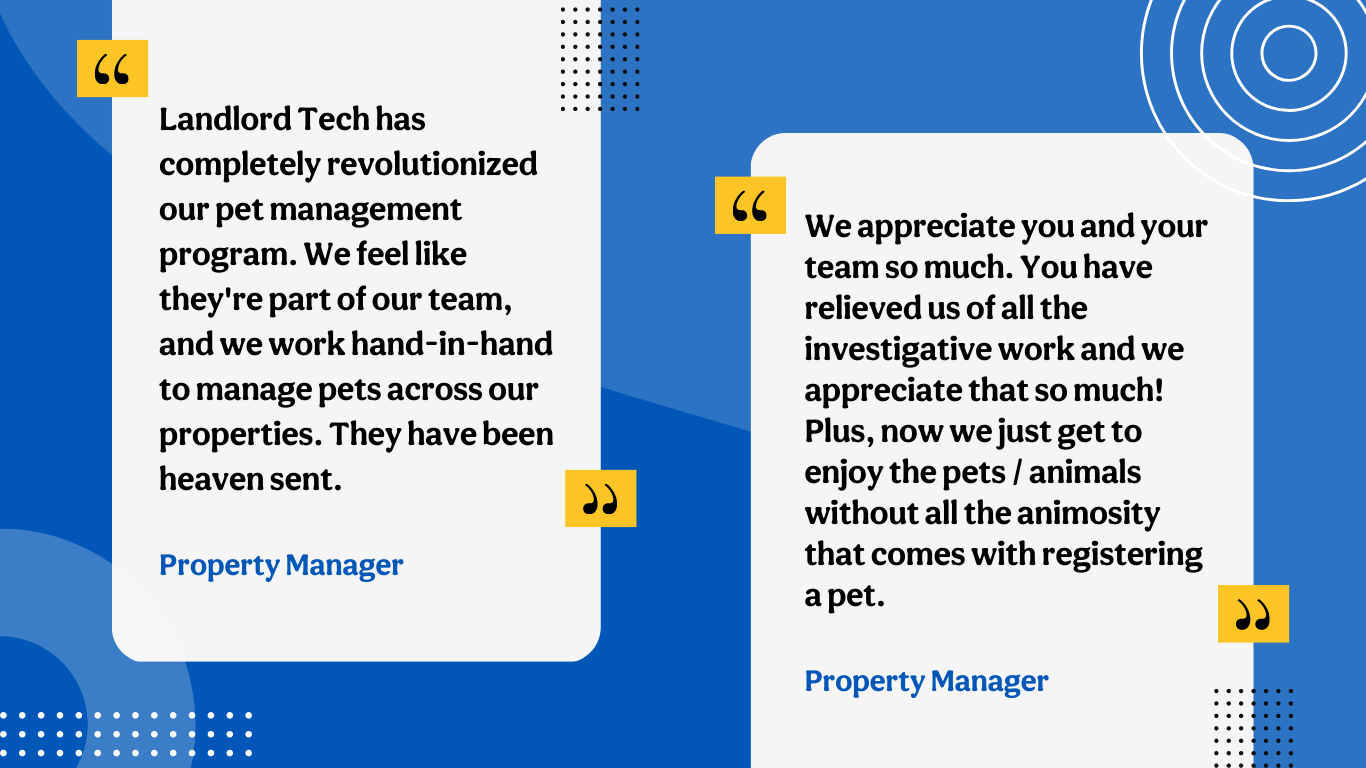 “
Landlord Tech has
completely revolutionized
our pet management
program. We feel like
they're part of our team,
and we work hand-in-hand
to manage pets across our
properties. They have been
heaven sent.
”
Property Manager
“
We appreciate you and your
team so much. You have
relieved us of all the
investigative work and we
appreciate that so much!
Plus, now we just get to
enjoy the pets / animals
without all the animosity
that comes with registering
a pet.
”
Property Manager